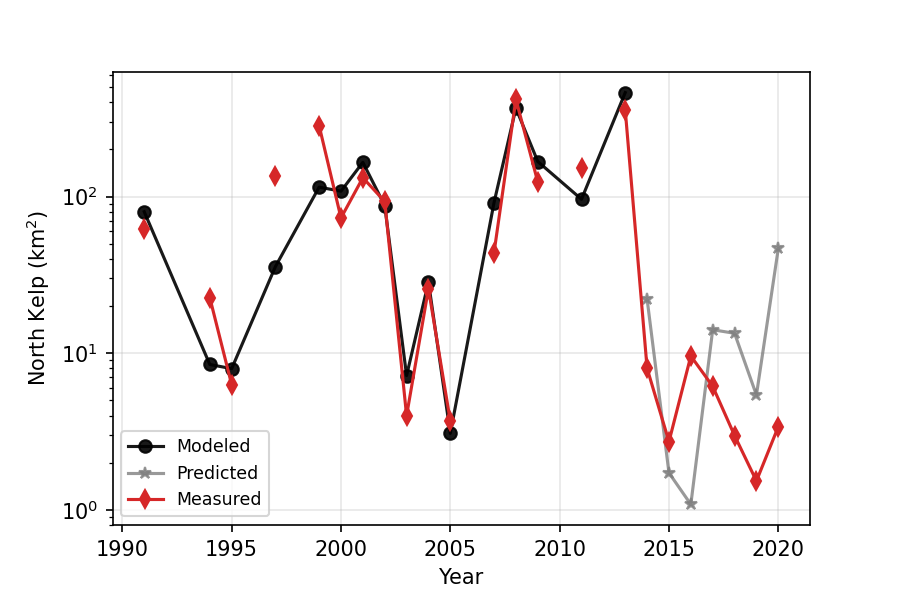 North Kelp (km²)
10²
10¹
10⁰
Modeled
Predicted
Measured
1990 1995 2000 2005 2010 2015 2020
Year